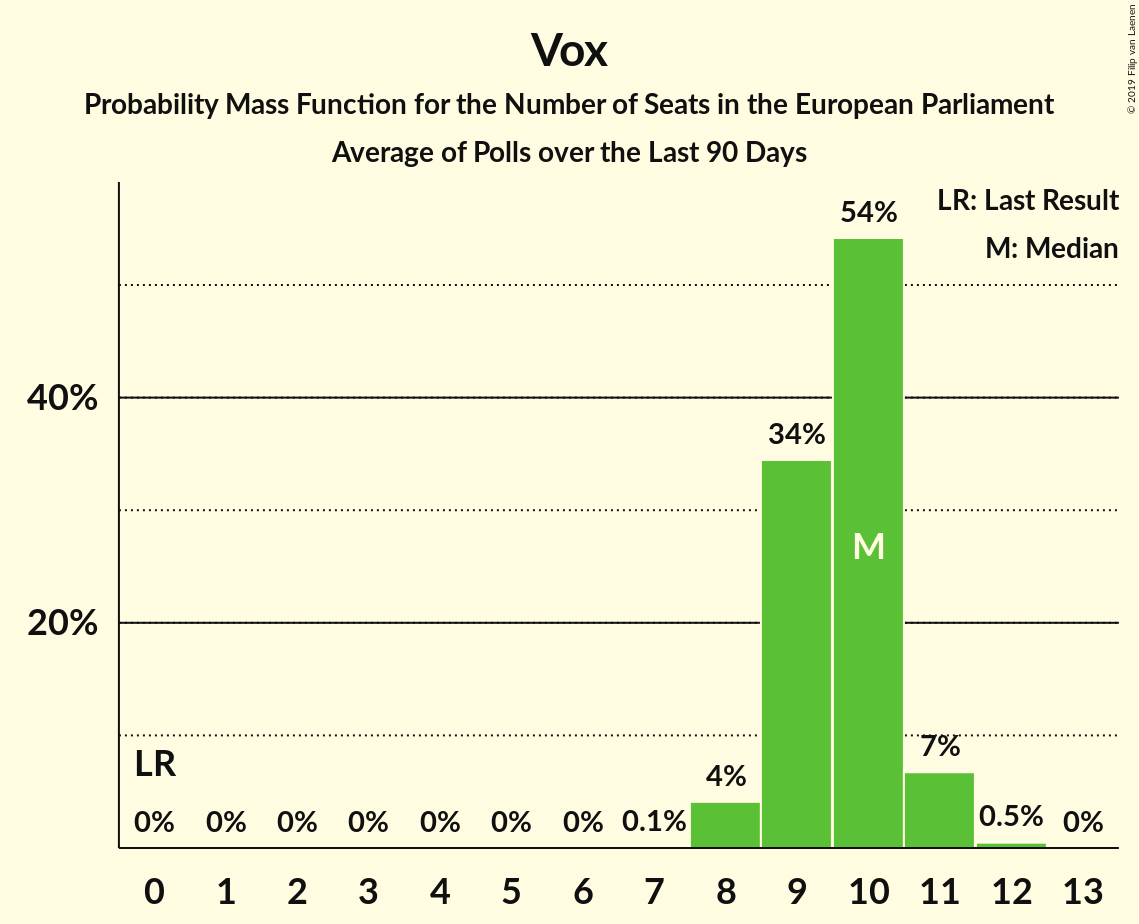 Vox
Probability Mass Function for the Number of Seats in the European Parliament
Average of Polls over the Last 90 Days
© 2019 Filip van Laenen
LR: Last Result
M: Median
54%
40%
34%
M
20%
LR
7%
4%
0% 0% 0% 0% 0% 0% 0% 0.1% 0.5% 0%
0 1 2 3 4 5 6 7 8 9 10 11 12 13